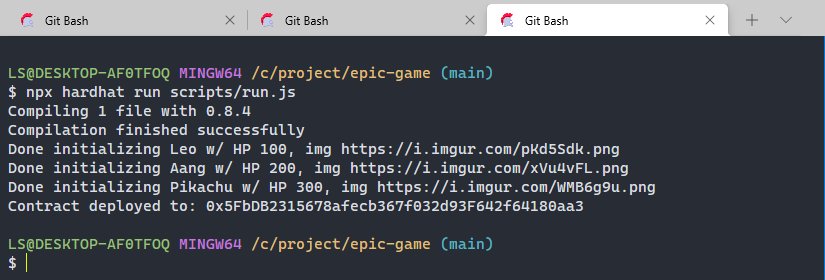 Git Bash
Git Bash
Git Bash
LS@DESKTOP-AF0TFOQ MINGW64 /c/project/epic-game (main)
$ npx hardhat run scripts/run.js
Compiling 1 file with 0.8.4
Compilation finished successfully
Done initializing Leo w/ HP 100, img https://i.imgur.com/pKd5Sdk.png
Done initializing Aang w/ HP 200, img https://i.imgur.com/xVu4vFL.png
Done initializing Pikachu w/ HP 300, img https://i.imgur.com/WMB6g9u.png
Contract deployed to: 0x5FbDB2315678afecb367f032d93F642f64180aa3
LS@DESKTOP-AF0TFOQ MINGW64 /c/project/epic-game (main)
$